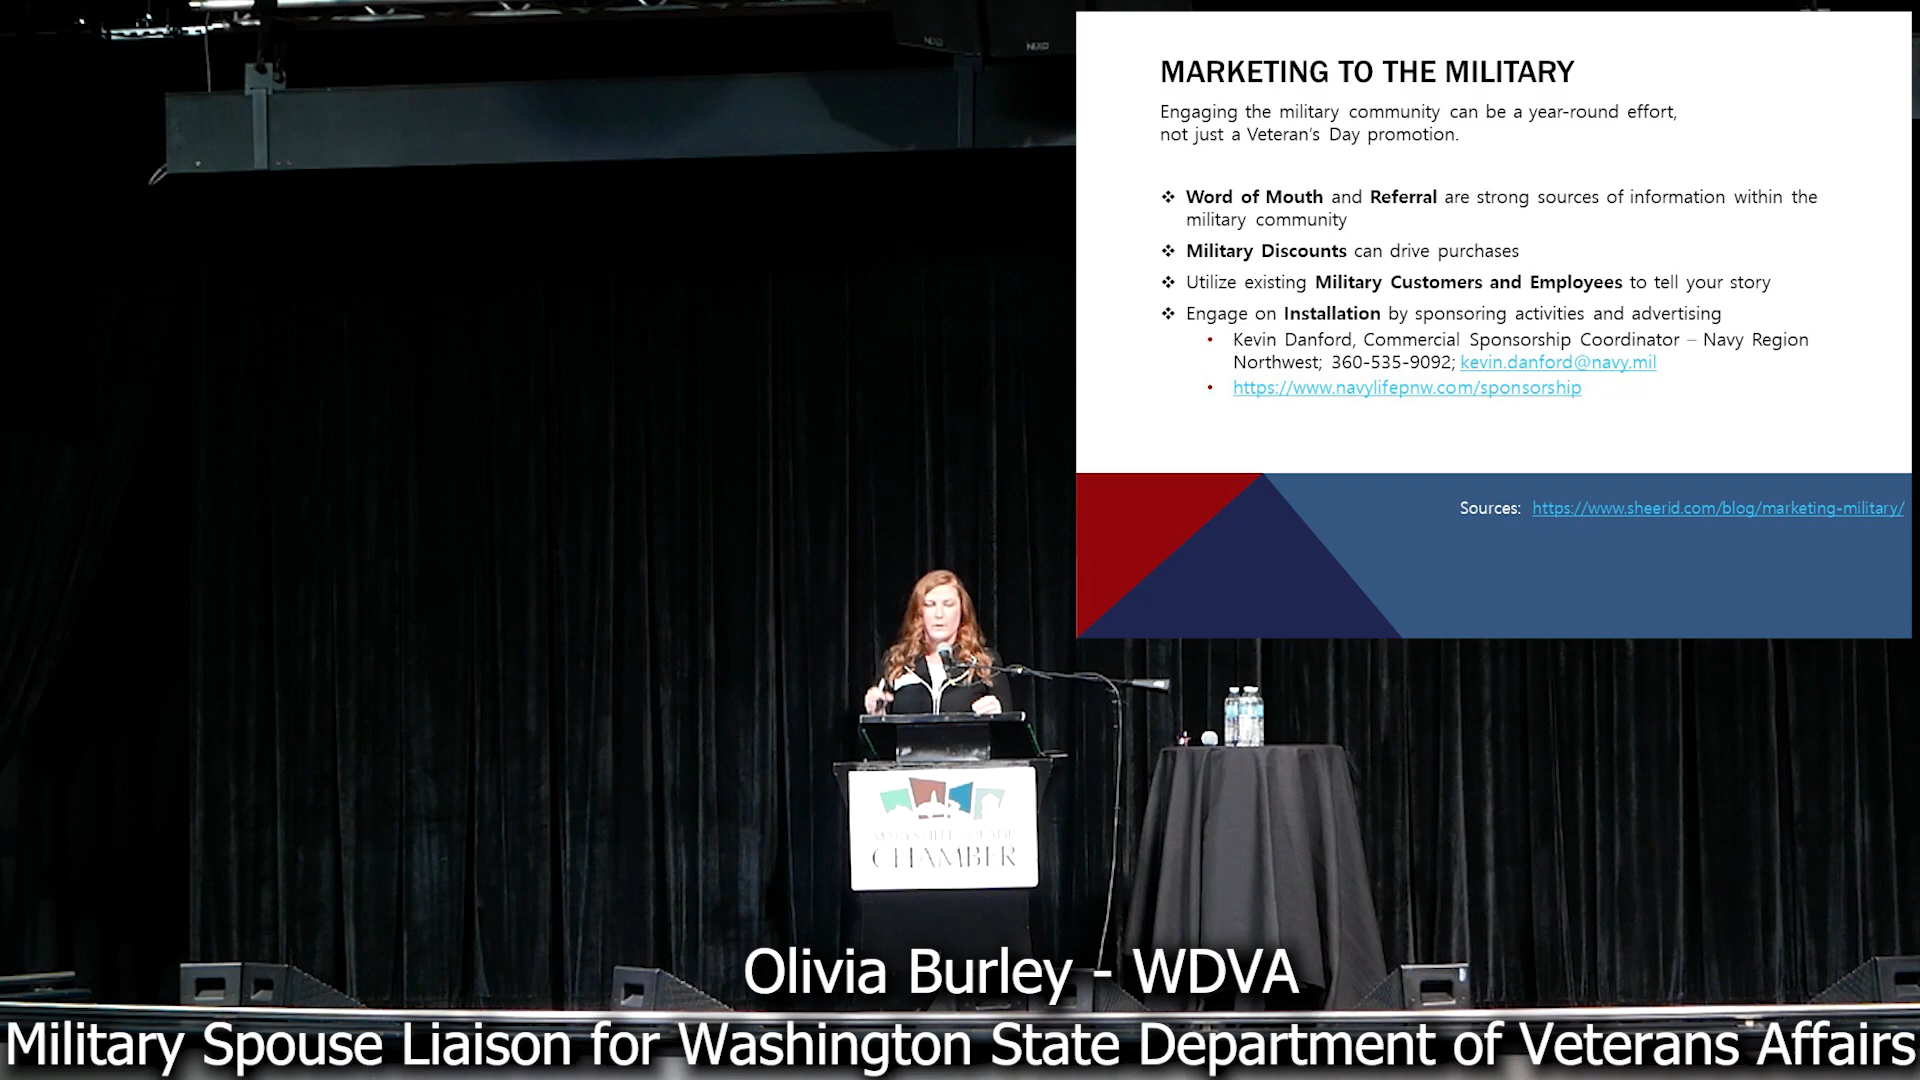 MARKETING TO THE MILITARY
Engaging the military community can be a year-round effort,
not just a Veteran's Day promotion.
❖ Word of Mouth and Referral are strong sources of information within the
military community
❖ Military Discounts can drive purchases
❖ Utilize existing Military Customers and Employees to tell your story
❖ Engage on Installation by sponsoring activities and advertising
• Kevin Danford, Commercial Sponsorship Coordinator – Navy Region
Northwest; 360-535-9092; kevin.danford@navy.mil
• https://www.navylifepnw.com/sponsorship
Sources: https://www.sheerid.com/blog/marketing-military/
CHAMBER
Olivia Burley - WDVA
Military Spouse Liaison for Washington State Department of Veterans Affairs